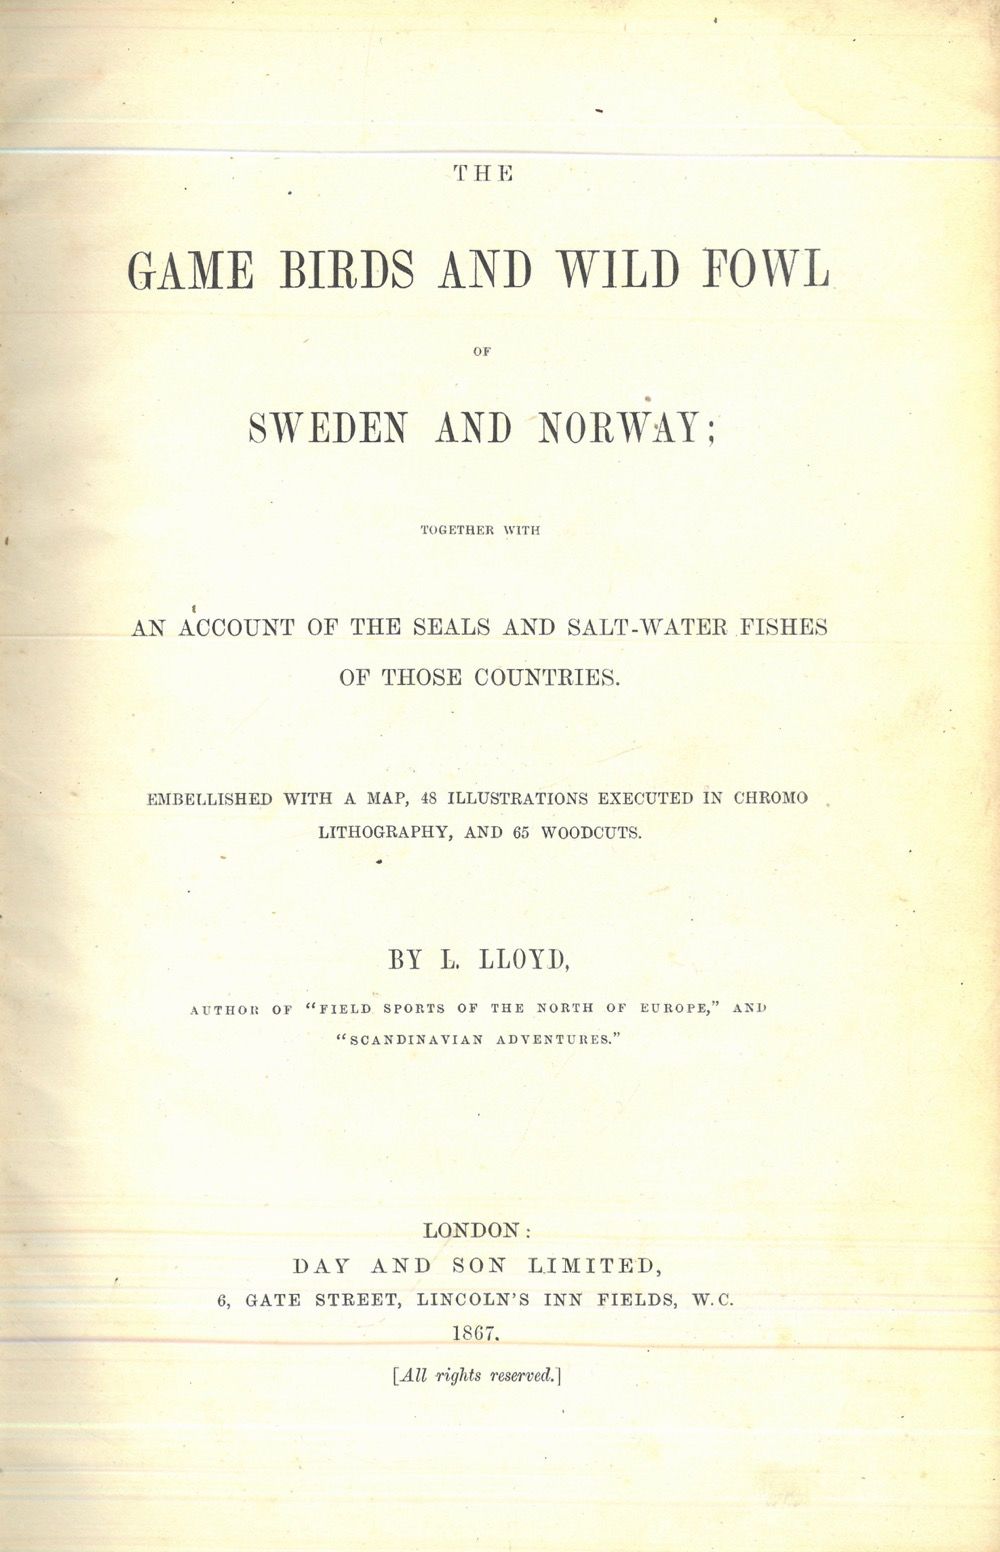 THE
GAME BIRDS AND WILD FOWL
OF
SWEDEN AND NORWAY;
TOGETHER WITH
AN ACCOUNT OF THE SEALS AND SALT-WATER FISHES
OF THOSE COUNTRIES.
EMBELLISHED WITH A MAP, 48 ILLUSTRATIONS EXECUTED IN CHROMO
LITHOGRAPHY, AND 65 WOODCUTS.
BY L. LLOYD,
AUTHOR OF "FIELD SPORTS OF THE NORTH OF EUROPE," AND
"SCANDINAVIAN ADVENTURES."
LONDON:
DAY AND SON LIMITED,
6, GATE STREET, LINCOLN'S INN FIELDS, W.C.
1867.
[All rights reserved.]